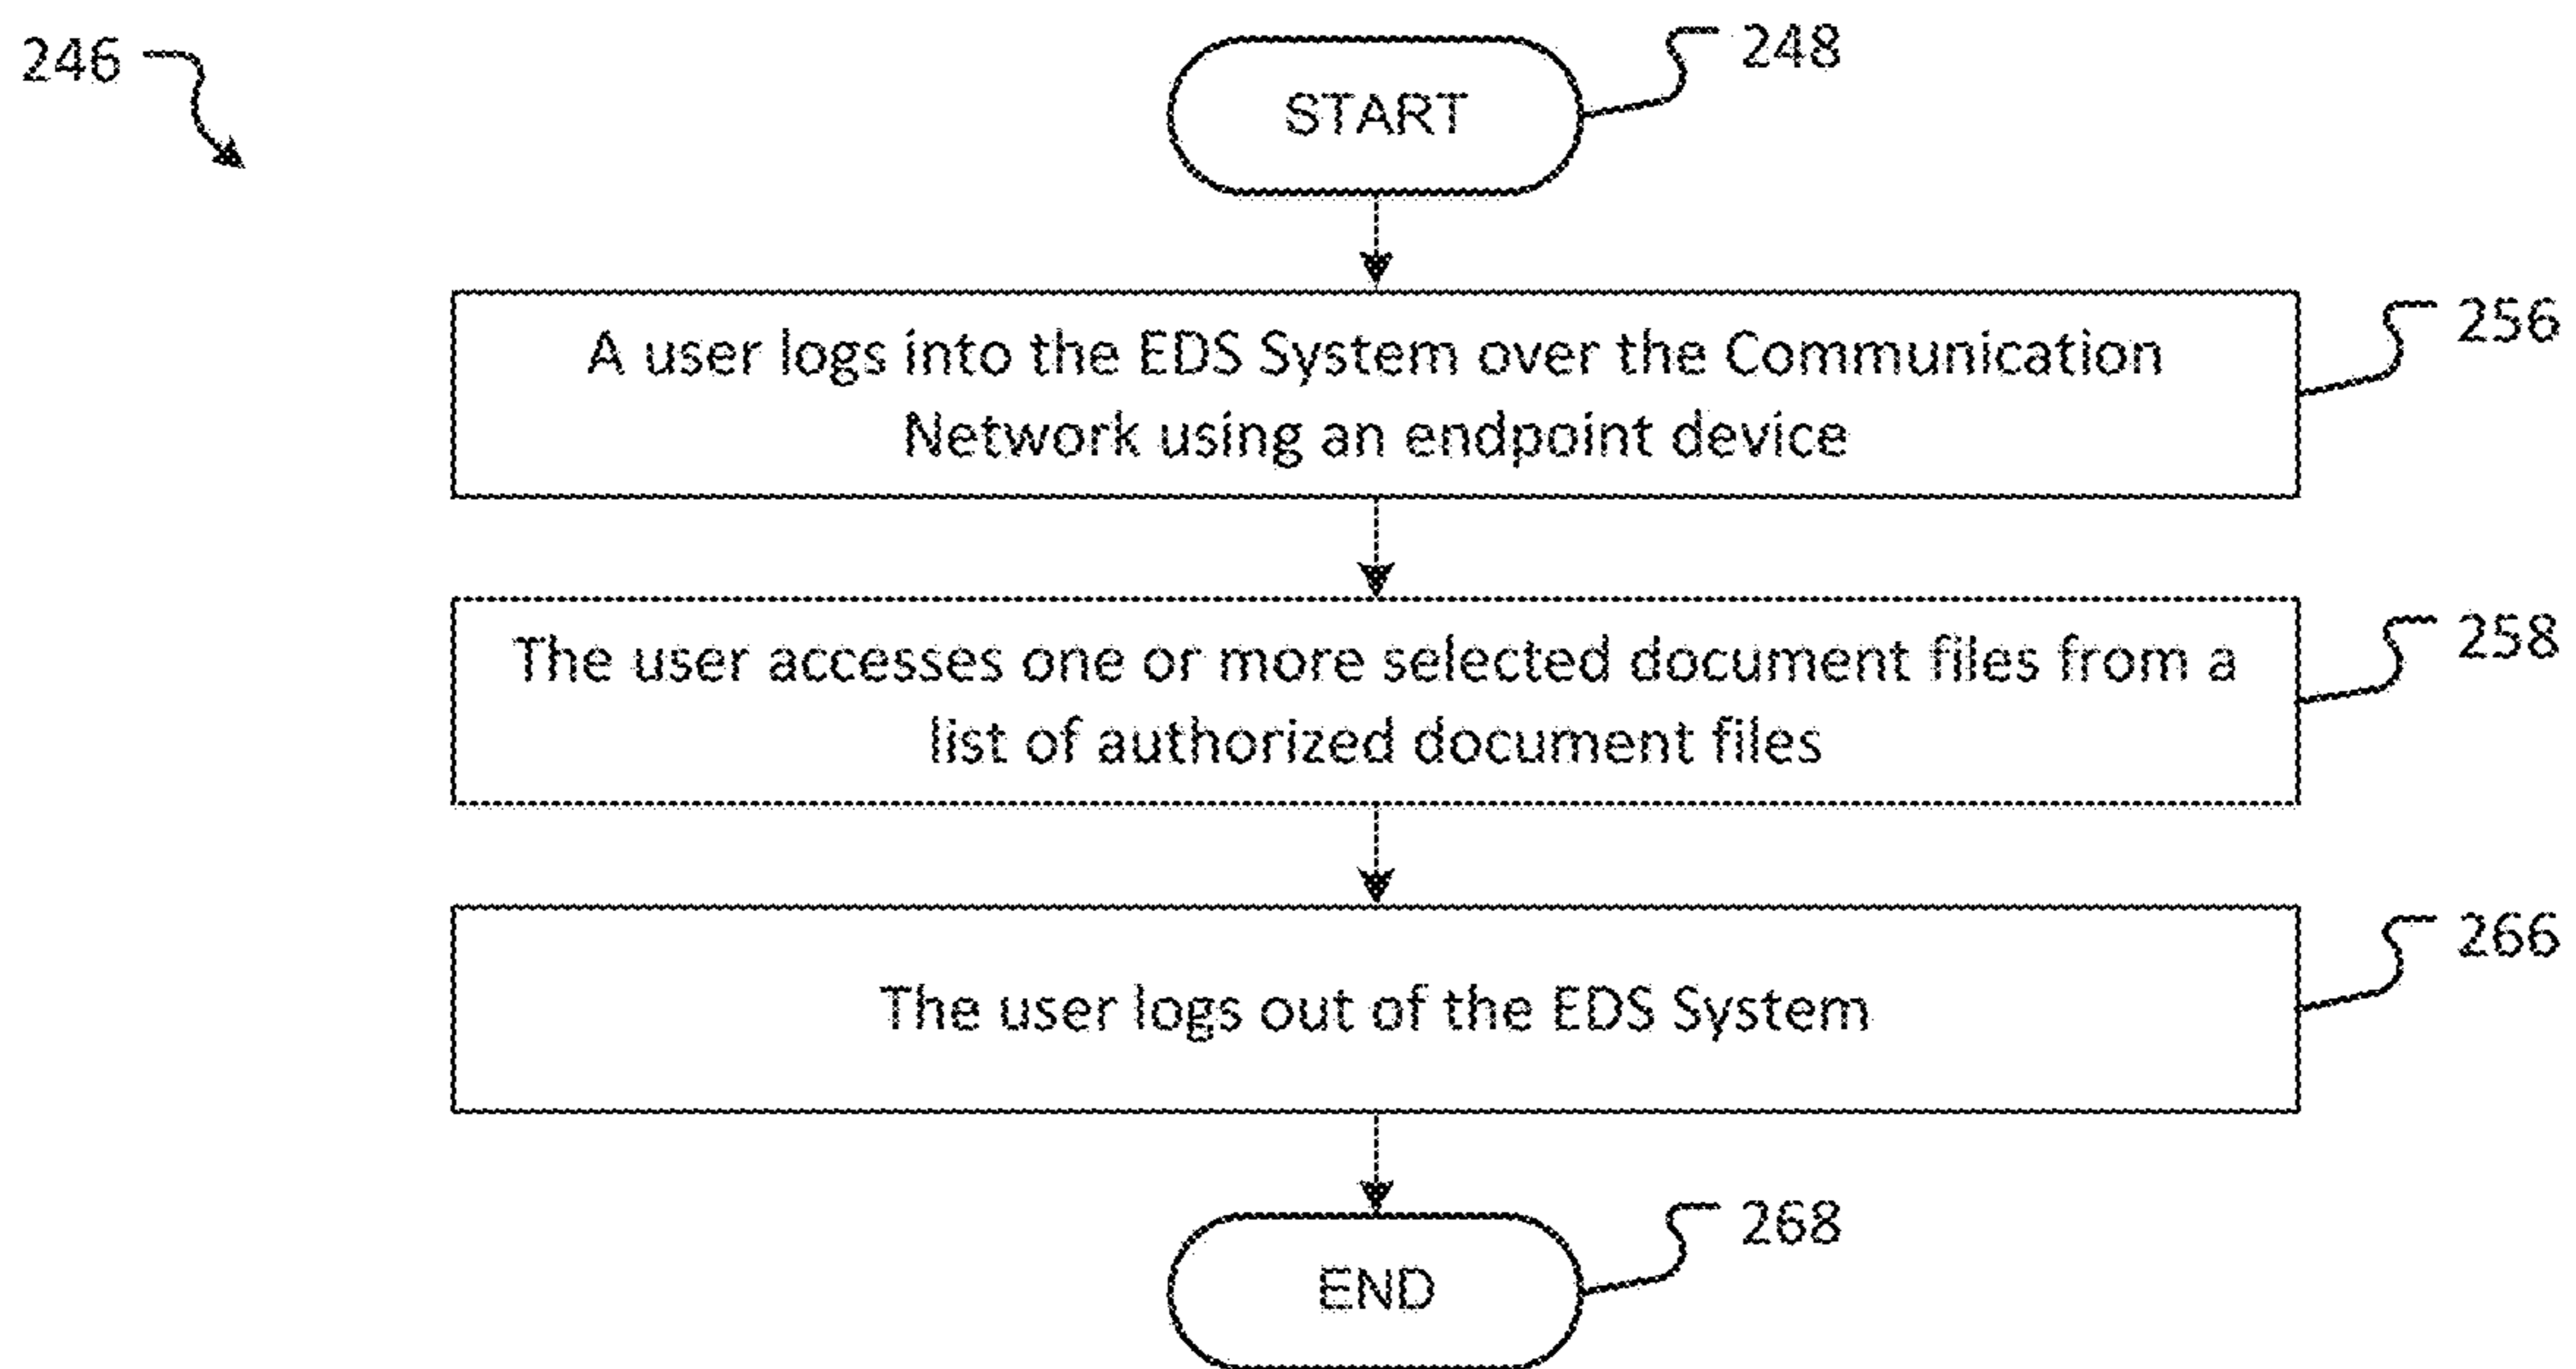 246
START
248
A user logs into the EDS System over the Communication
Network using an endpoint device
256
The user accesses one or more selected document files from a
list of authorized document files
258
The user logs out of the EDS System
266
END
268